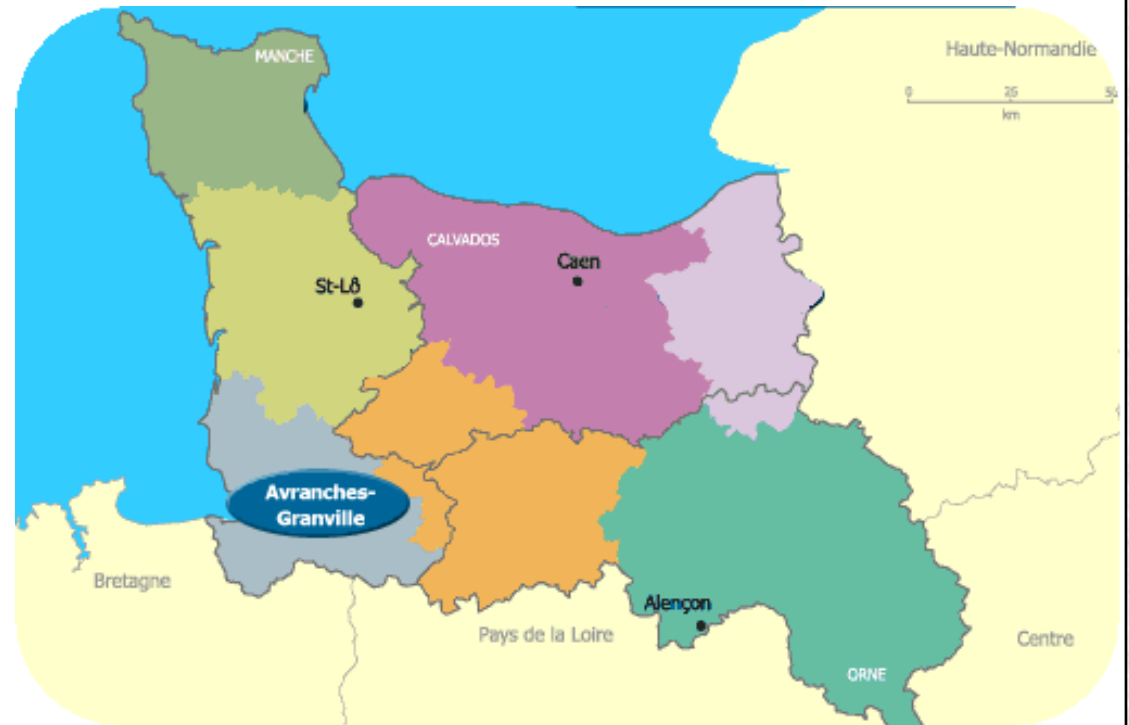 MANCHE
Haute-Normandie
0 25 50
km
CALVADOS
Caen
St-Lô
Avranches-
Granville
Bretagne
Alençon
Pays de la Loire
Centre
ORNE